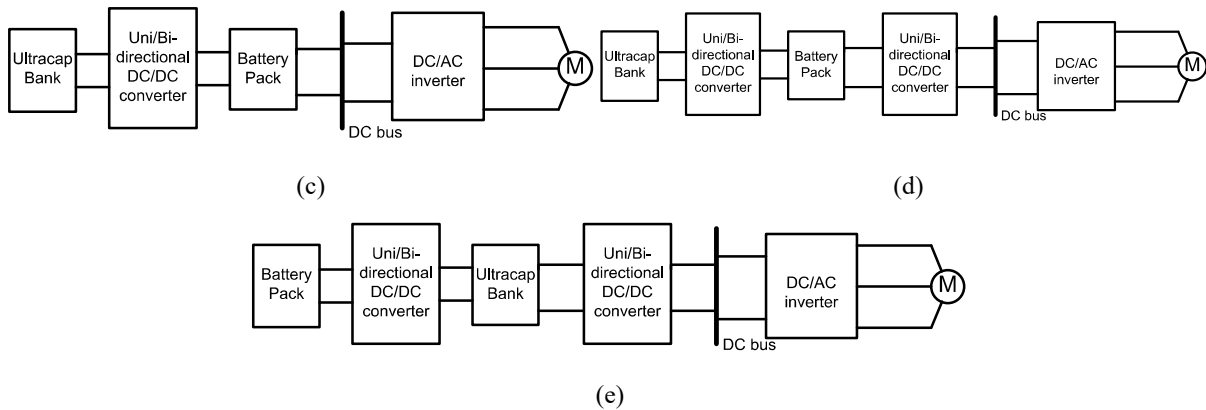 Ultracap
Bank
Uni/Bi-
directional
DC/DC
converter
Battery
Pack
DC bus
DC/AC
inverter
M
(c)
Ultracap
Bank
Uni/Bi-
directional
DC/DC
converter
Battery
Pack
Uni/Bi-
directional
DC/DC
converter
DC bus
DC/AC
inverter
M
(d)
Battery
Pack
Uni/Bi-
directional
DC/DC
converter
Ultracap
Bank
Uni/Bi-
directional
DC/DC
converter
DC bus
DC/AC
inverter
M
(e)